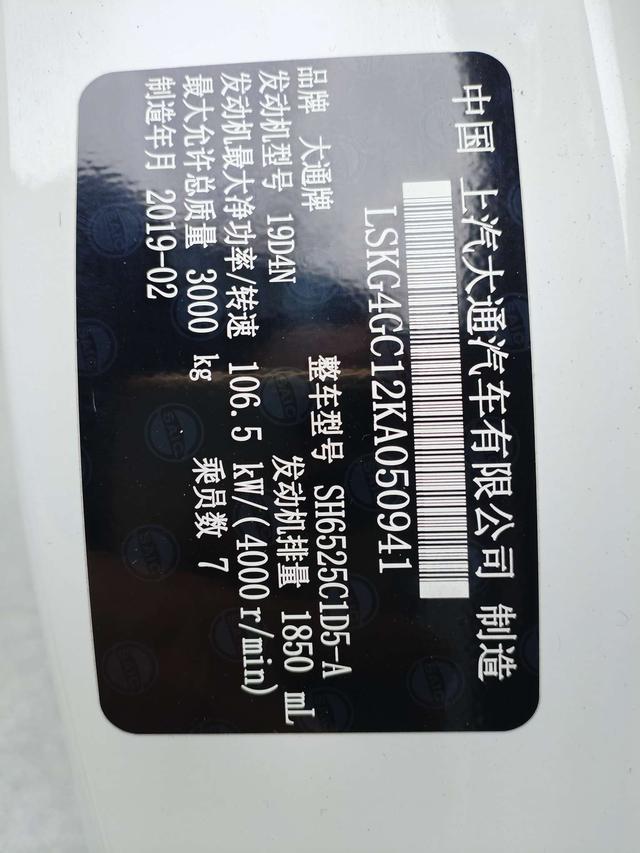 中国 上汽大通汽车有限公司 制造
LSKG4GC12KA050941
品牌 大通牌 整车型号 SH6525C1D5-A
发动机型号 19D4N 发动机排量 1850 mL
发动机最大净功率/转速 106.5 kW/(4000r/min)
最大允许总质量 3000 kg 乘员数 7
制造年月 2019-02
SAIC